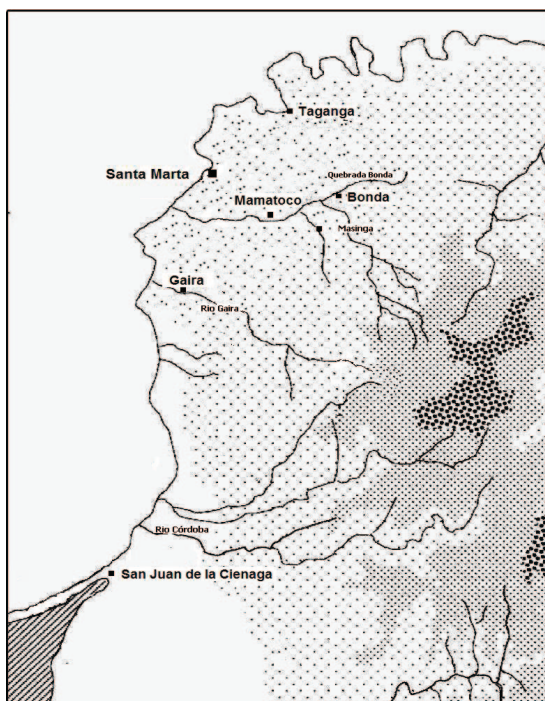 Taganga
Santa Marta
Quebrada Bonda
Mamatoco
Bonda
Masinga
Gaira
Rio Gaira
Rio Córdoba
San Juan de la Cienaga